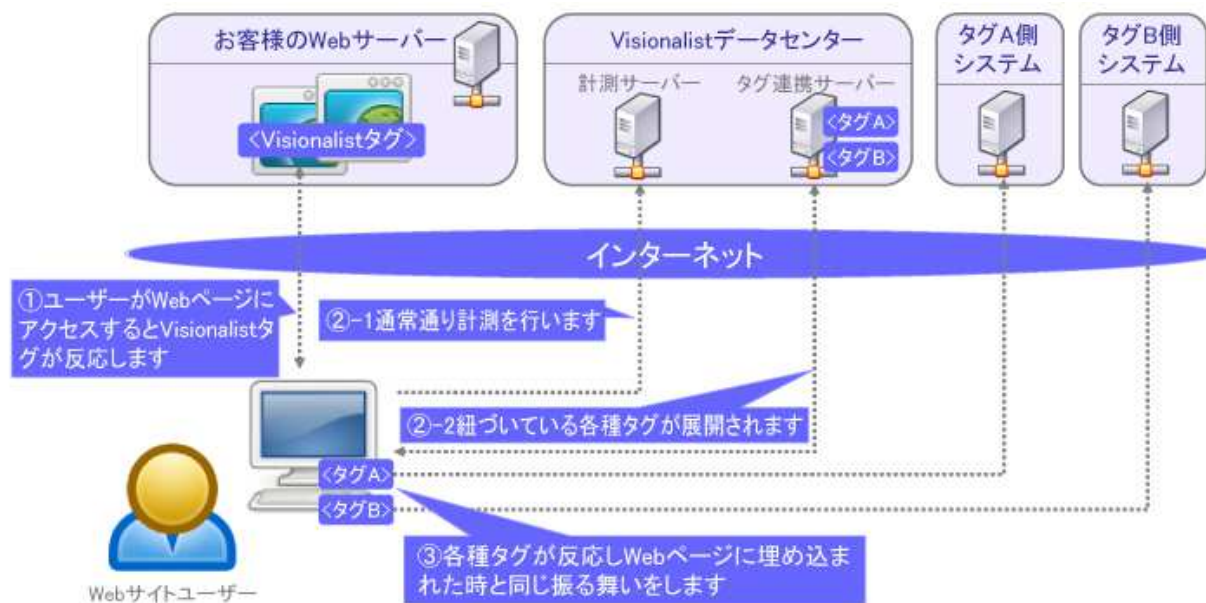 お客様のWebサーバー
<Visionalistタグ>
Visionalistデータセンター
計測サーバー
タグ連携サーバー
<タグA>
<タグB>
タグA側
システム
タグB側
システム
インターネット
①ユーザーがWebページに
アクセスするとVisionalistタ
グが反応します
②-1通常通り計測を行います
②-2紐づいている各種タグが展開されます
<タグA>
<タグB>
③各種タグが反応しWebページに埋め込ま
れた時と同じ振る舞いをします
Webサイトユーザー